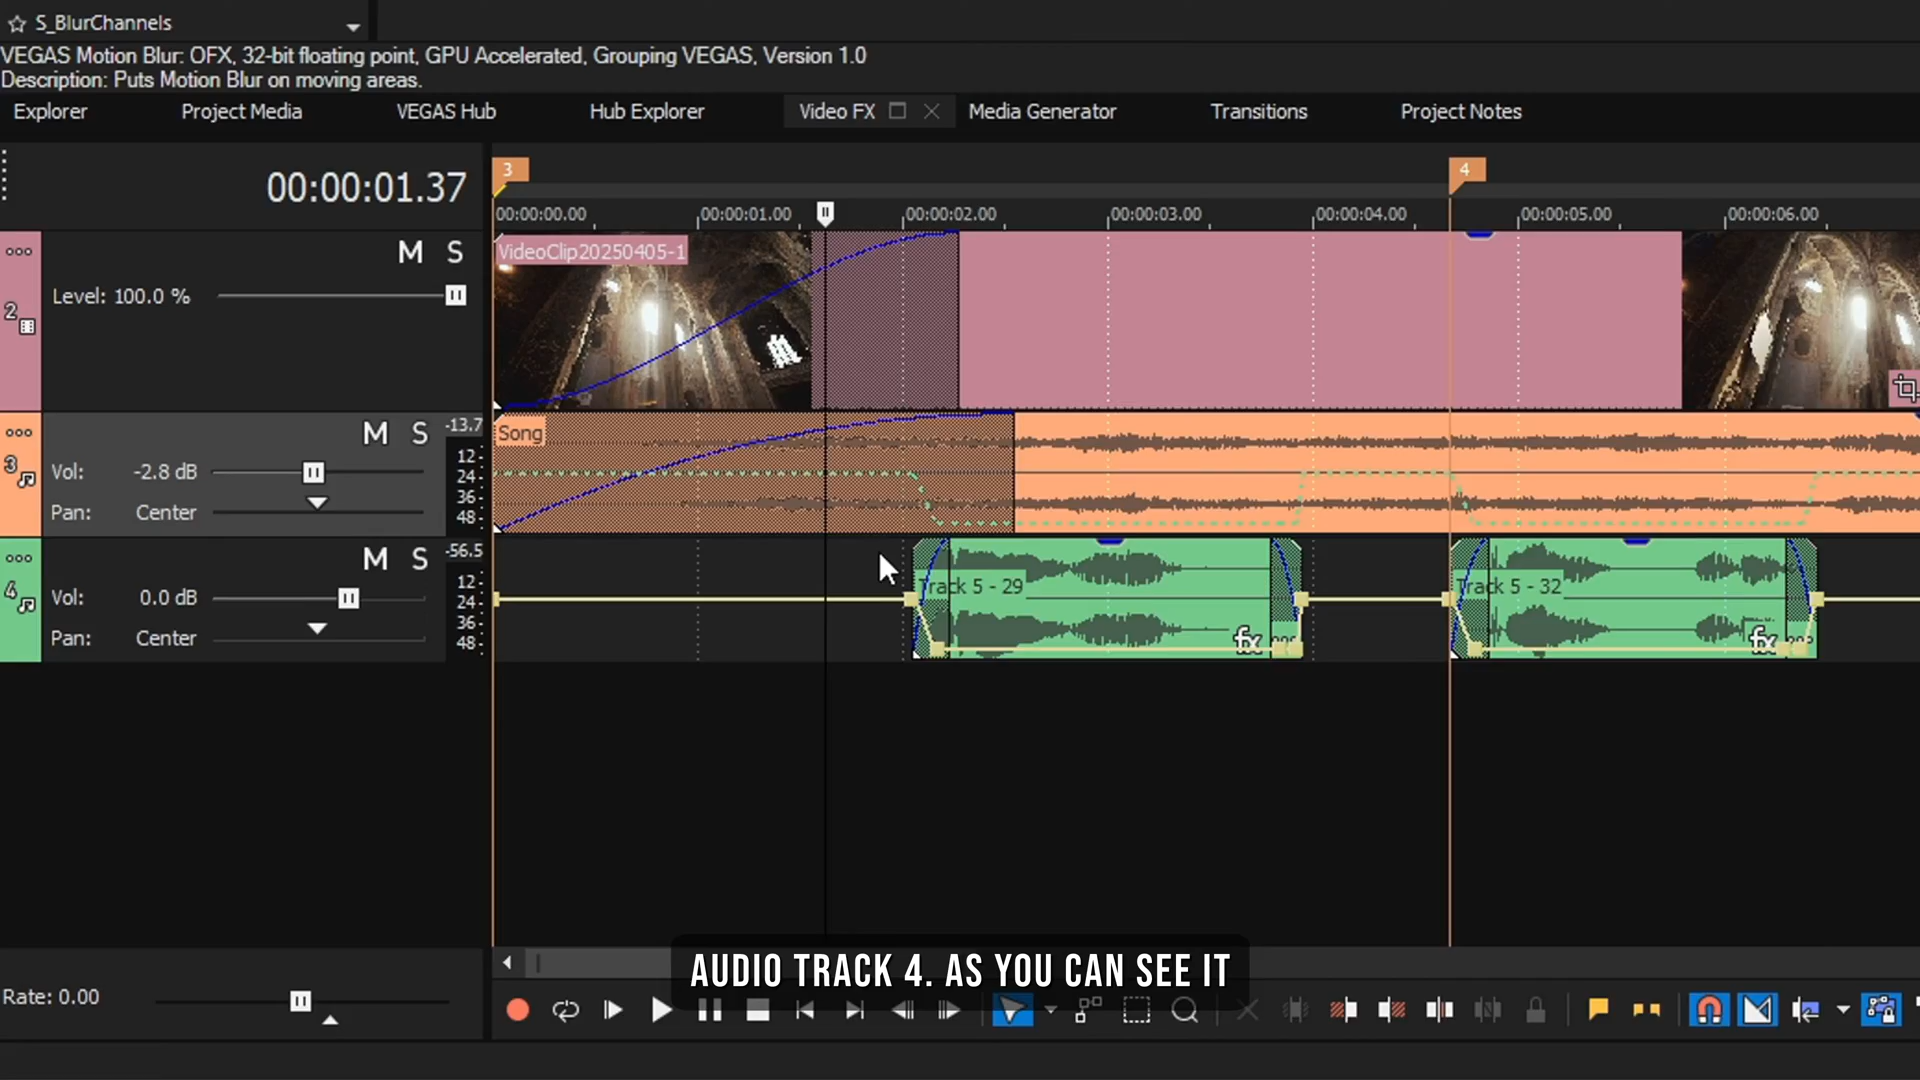 S_BlurChannels
VEGAS Motion Blur: OFX, 32-bit floating point, GPU Accelerated, Grouping VEGAS, Version 1.0
Description: Puts Motion Blur on moving areas.
Explorer Project Media VEGAS Hub Hub Explorer Video FX Media Generator Transitions Project Notes
00:00:01.37
3 4
00:00:00.00 00:00:01.00 00:00:02.00 00:00:03.00 00:00:04.00 00:00:05.00 00:00:06.00
2
M S
Level: 100.0 %
VideoClip20250405-1
3
M S
-13.7
12
24
36
48
Vol: -2.8 dB
Pan: Center
Song
4
M S
-56.5
12
24
36
48
Vol: 0.0 dB
Pan: Center
Track 5 - 29
fx
Track 5 - 32
fx
Rate: 0.00
AUDIO TRACK 4. AS YOU CAN SEE IT